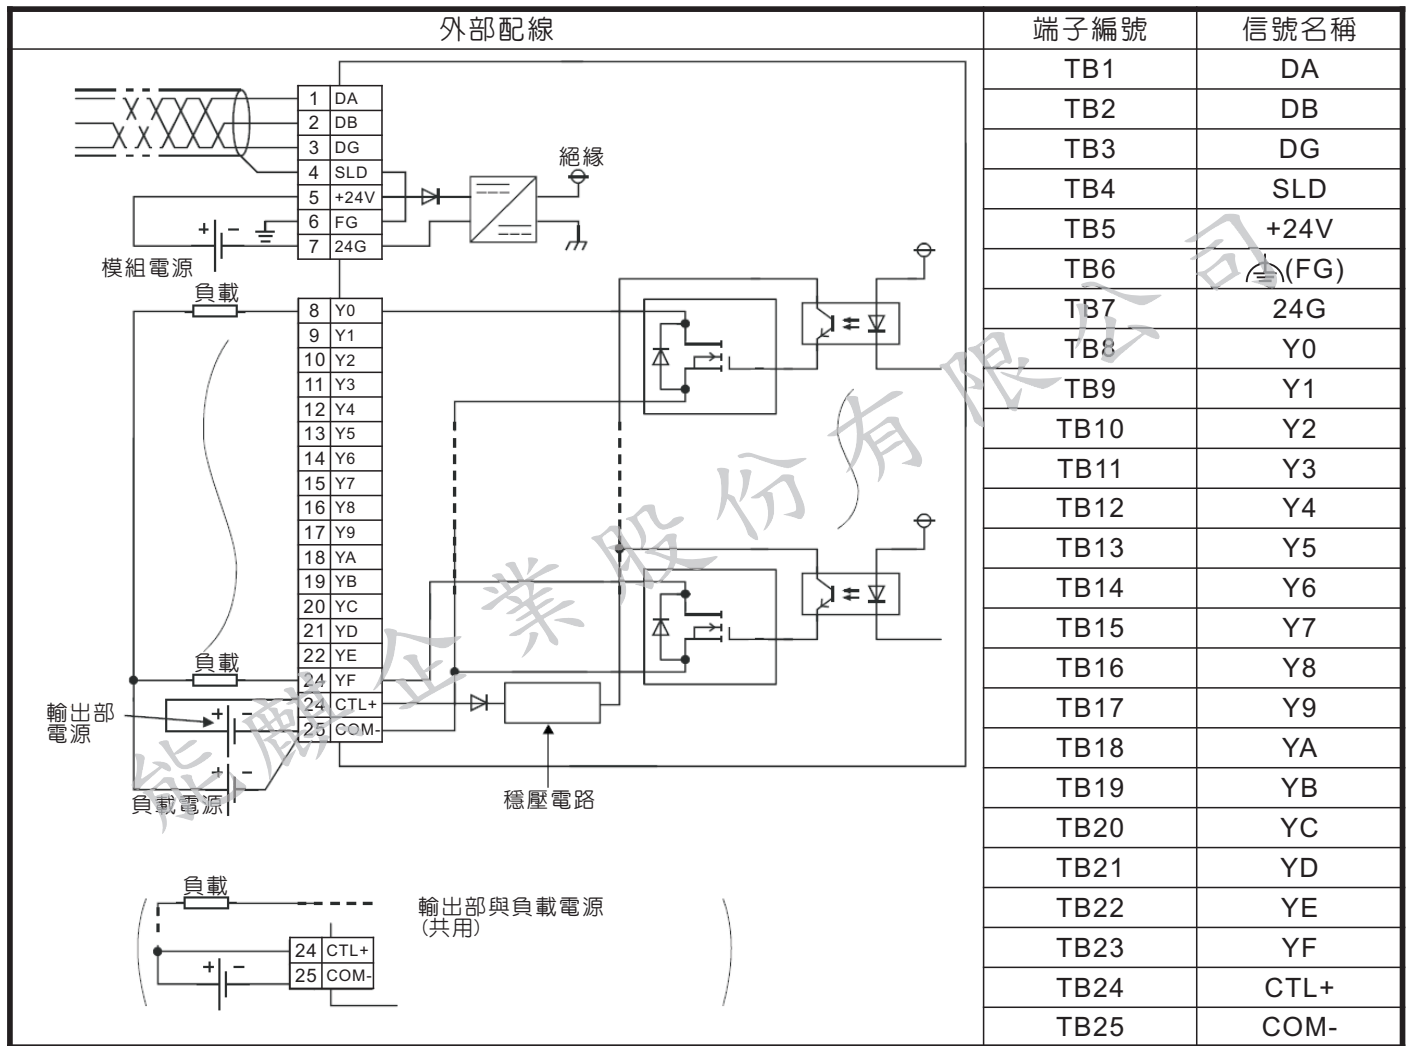 外部配線
端子編號 信號名稱
TB1 DA
TB2 DB
TB3 DG
TB4 SLD
TB5 +24V
TB6 (FG)
TB7 24G
TB8 Y0
TB9 Y1
TB10 Y2
TB11 Y3
TB12 Y4
TB13 Y5
TB14 Y6
TB15 Y7
TB16 Y8
TB17 Y9
TB18 YA
TB19 YB
TB20 YC
TB21 YD
TB22 YE
TB23 YF
TB24 CTL+
TB25 COM-
1 DA
2 DB
3 DG
4 SLD
5 +24V
6 FG
7 24G
絕緣
+ −
模組電源
負載
8 Y0
9 Y1
10 Y2
11 Y3
12 Y4
13 Y5
14 Y6
15 Y7
16 Y8
17 Y9
18 YA
19 YB
20 YC
21 YD
22 YE
24 YF
24 CTL+
25 COM-
負載
輸出部
電源
+ −
+ −
負載電源
穩壓電路
負載
輸出部與負載電源
(共用)
24 CTL+
25 COM-
+ −
能麒企業股份有限公司